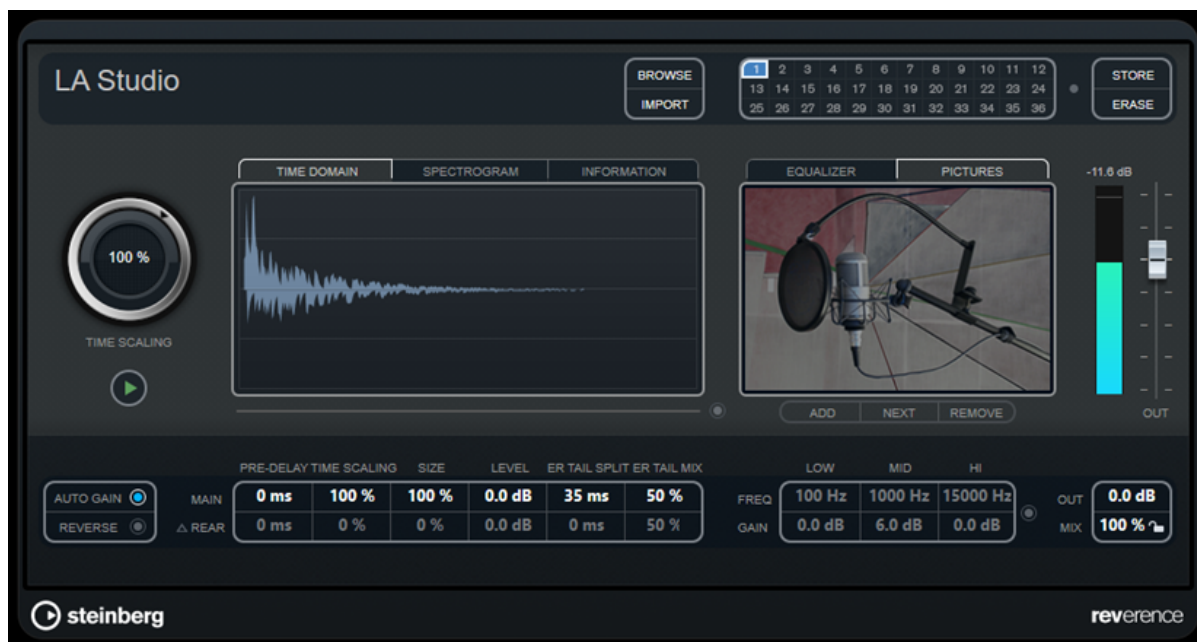 LA Studio
BROWSE
IMPORT
1 2 3 4 5 6 7 8 9 10 11 12
13 14 15 16 17 18 19 20 21 22 23 24
25 26 27 28 29 30 31 32 33 34 35 36
STORE
ERASE
TIME DOMAIN SPECTROGRAM INFORMATION
EQUALIZER PICTURES
-11.6 dB
100 %
TIME SCALING
ADD NEXT REMOVE
OUT
PRE-DELAY TIME SCALING SIZE LEVEL ER TAIL SPLIT ER TAIL MIX
LOW MID HI
AUTO GAIN
REVERSE
MAIN 0 ms 100 % 100 % 0.0 dB 35 ms 50 %
△ REAR 0 ms 0 % 0 % 0.0 dB 0 ms 50 %
FREQ 100 Hz 1000 Hz 15000 Hz
GAIN 0.0 dB 6.0 dB 0.0 dB
OUT 0.0 dB
MIX 100 %
steinberg
reverence